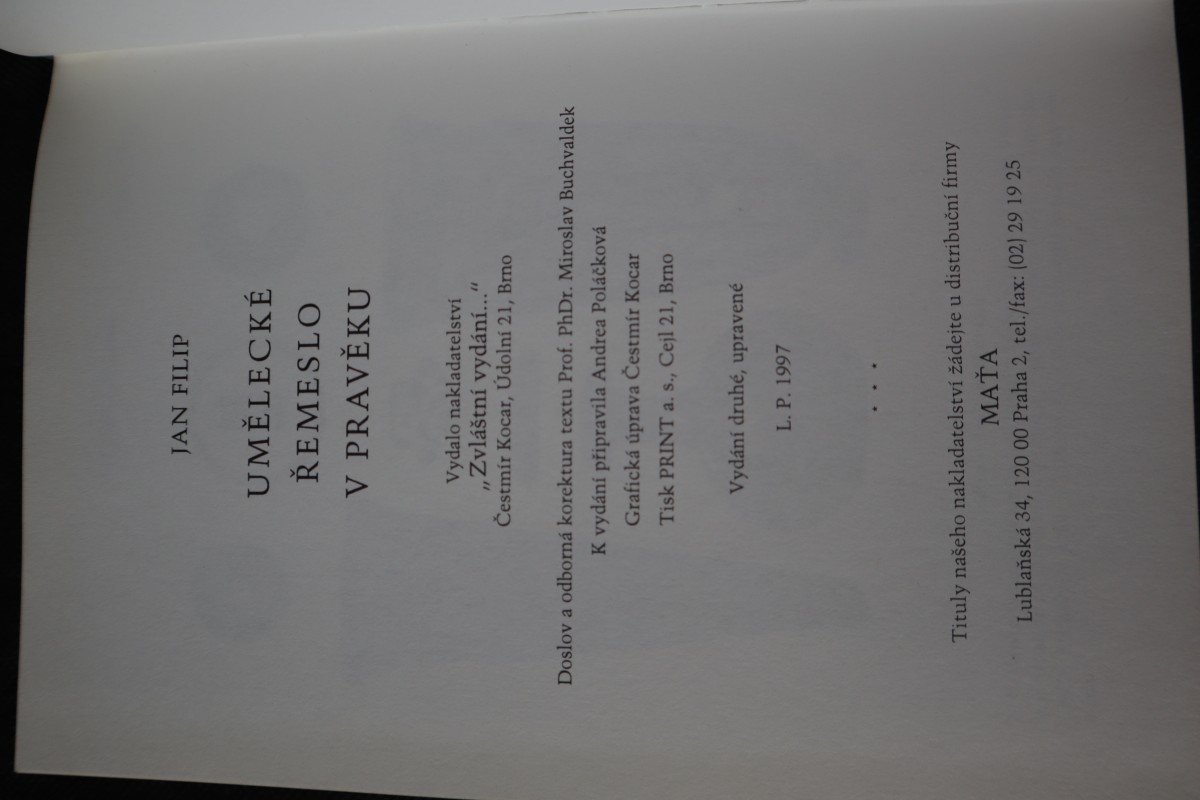 JAN FILIP
UMĚLECKÉ
ŘEMESLO
V PRAVĚKU
Vydalo nakladatelství
„Zvláštní vydání...“
Čestmír Kocar, Údolní 21, Brno
Doslov a odborná korektura textu Prof. PhDr. Miroslav Buchvaldek
K vydání připravila Andrea Poláčková
Grafická úprava Čestmír Kocar
Tisk PRINT a. s., Cejl 21, Brno
Vydání druhé, upravené
L. P. 1997
• • •
Tituly našeho nakladatelství žádejte u distribuční firmy
MAŤA
Lublaňská 34, 120 00 Praha 2, tel./fax: (02) 29 19 25